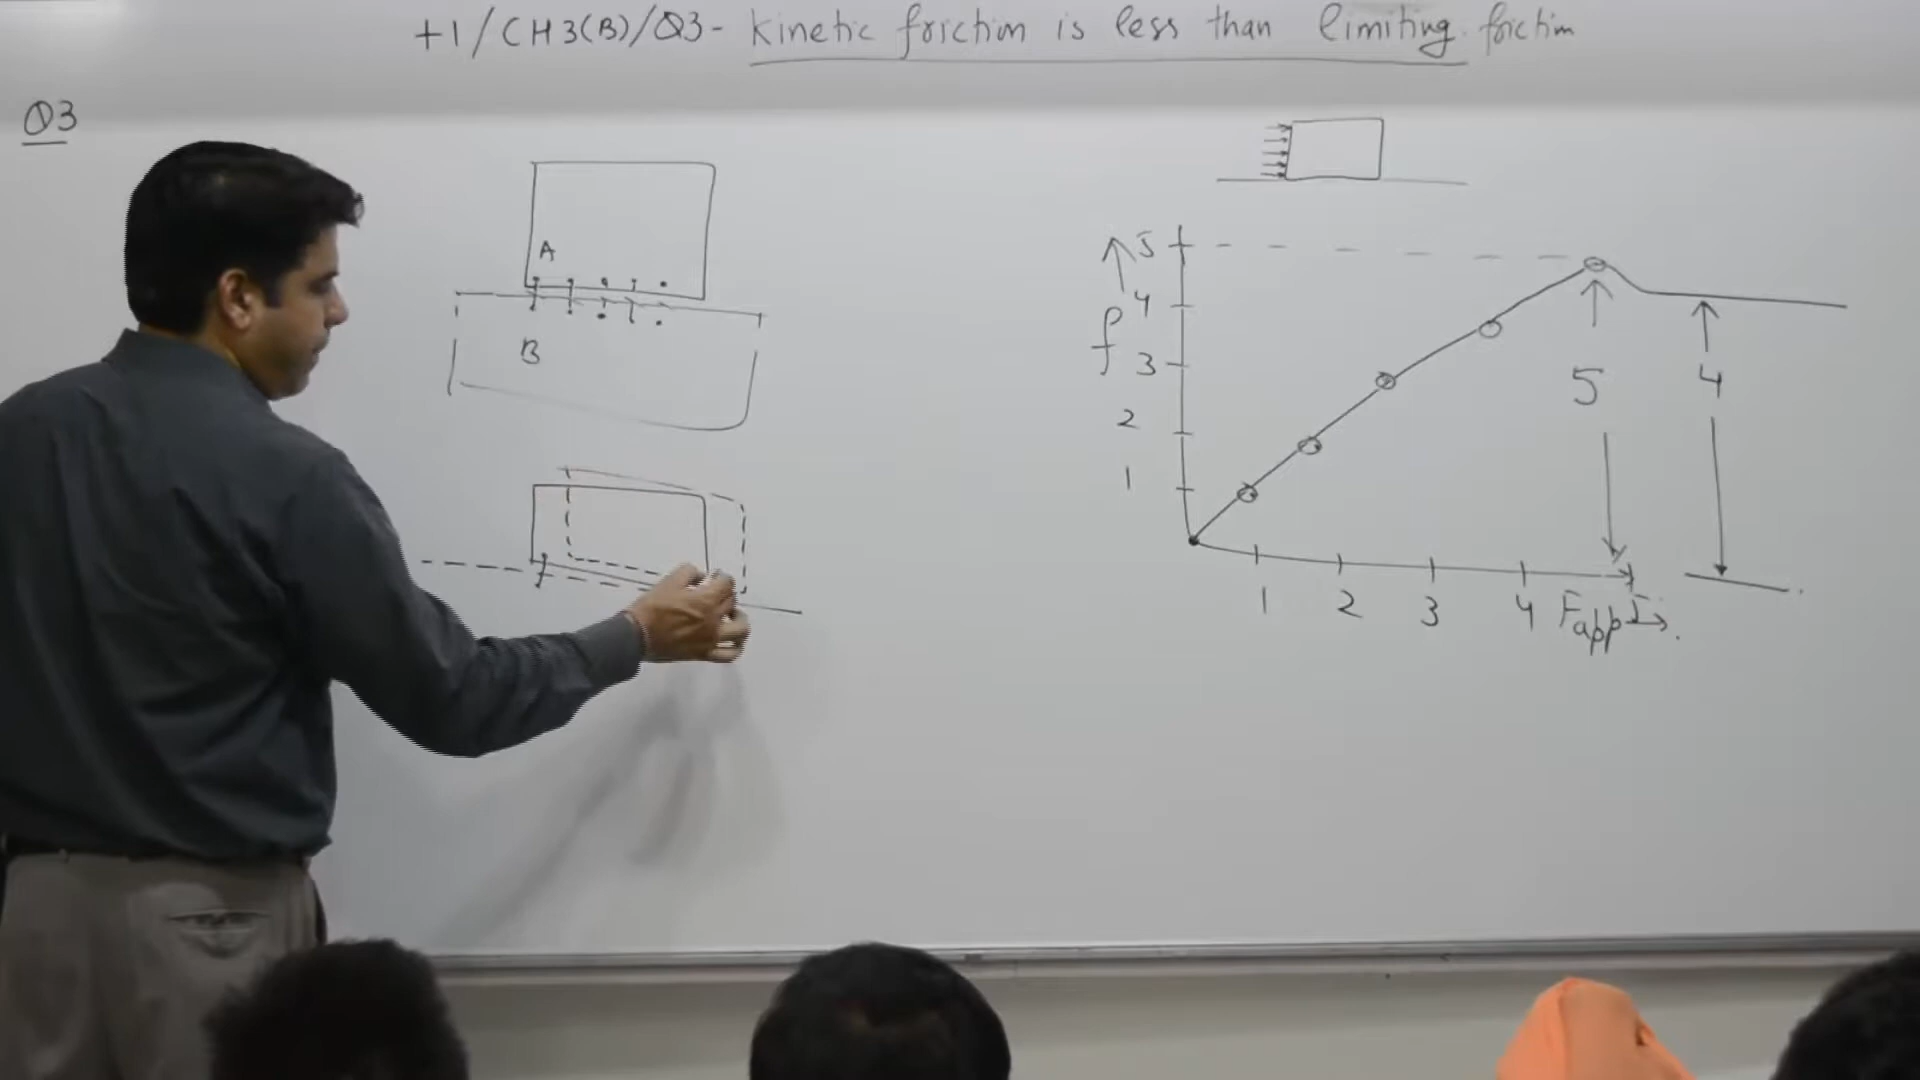 +1/CH3(B)/Q3- Kinetic friction is less than limiting friction
Q3
A
B
f
5
4
3
2
1
5
4
1 2 3 4
Fapp